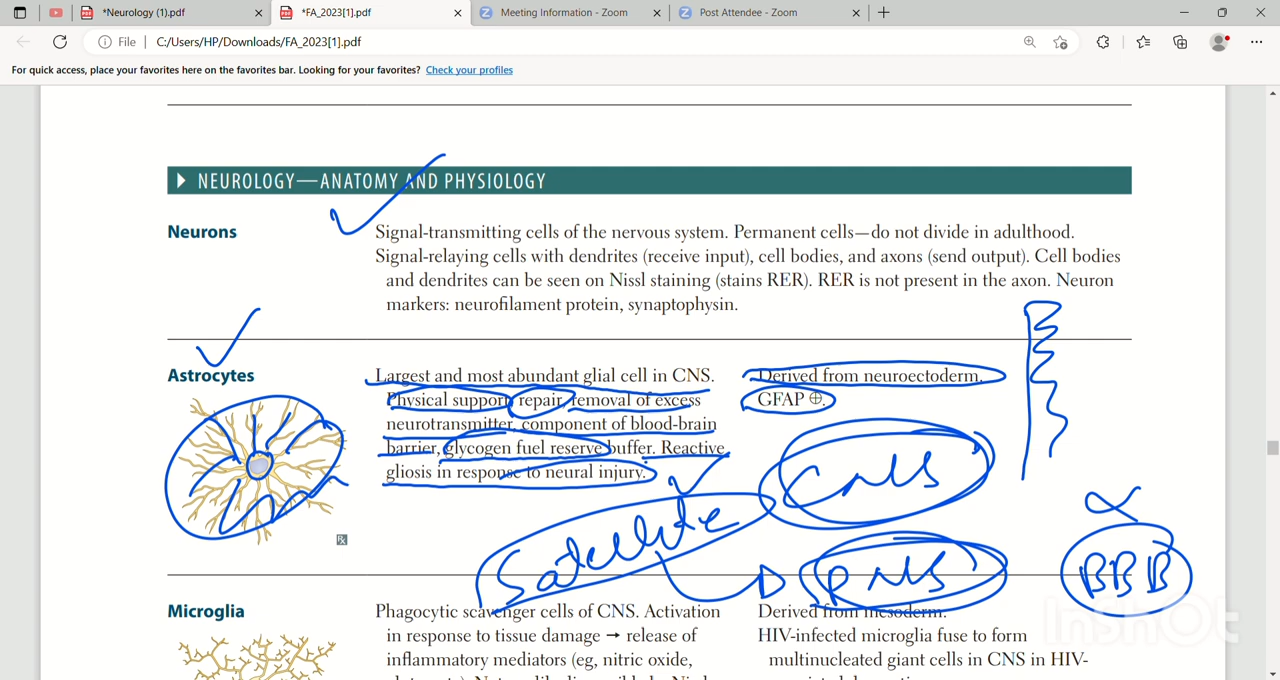 *Neurology (1).pdf
*FA_2023[1].pdf
Meeting Information - Zoom
Post Attendee - Zoom
File
C:/Users/HP/Downloads/FA_2023[1].pdf
For quick access, place your favorites here on the favorites bar. Looking for your favorites? Check your profiles
NEUROLOGY—ANATOMY AND PHYSIOLOGY
Neurons
Signal-transmitting cells of the nervous system. Permanent cells—do not divide in adulthood.
Signal-relaying cells with dendrites (receive input), cell bodies, and axons (send output). Cell bodies
and dendrites can be seen on Nissl staining (stains RER). RER is not present in the axon. Neuron
markers: neurofilament protein, synaptophysin.
Astrocytes
Largest and most abundant glial cell in CNS.
Physical support, repair, removal of excess
neurotransmitter, component of blood-brain
barrier, glycogen fuel reserve buffer. Reactive
gliosis in response to neural injury.
Derived from neuroectoderm.
GFAP ⊕.
CNS
Satellite
PNS
BBB
Rx
Microglia
Phagocytic scavenger cells of CNS. Activation
in response to tissue damage → release of
inflammatory mediators (eg, nitric oxide,
Derived from mesoderm.
HIV-infected microglia fuse to form
multinucleated giant cells in CNS in HIV-
InShOt